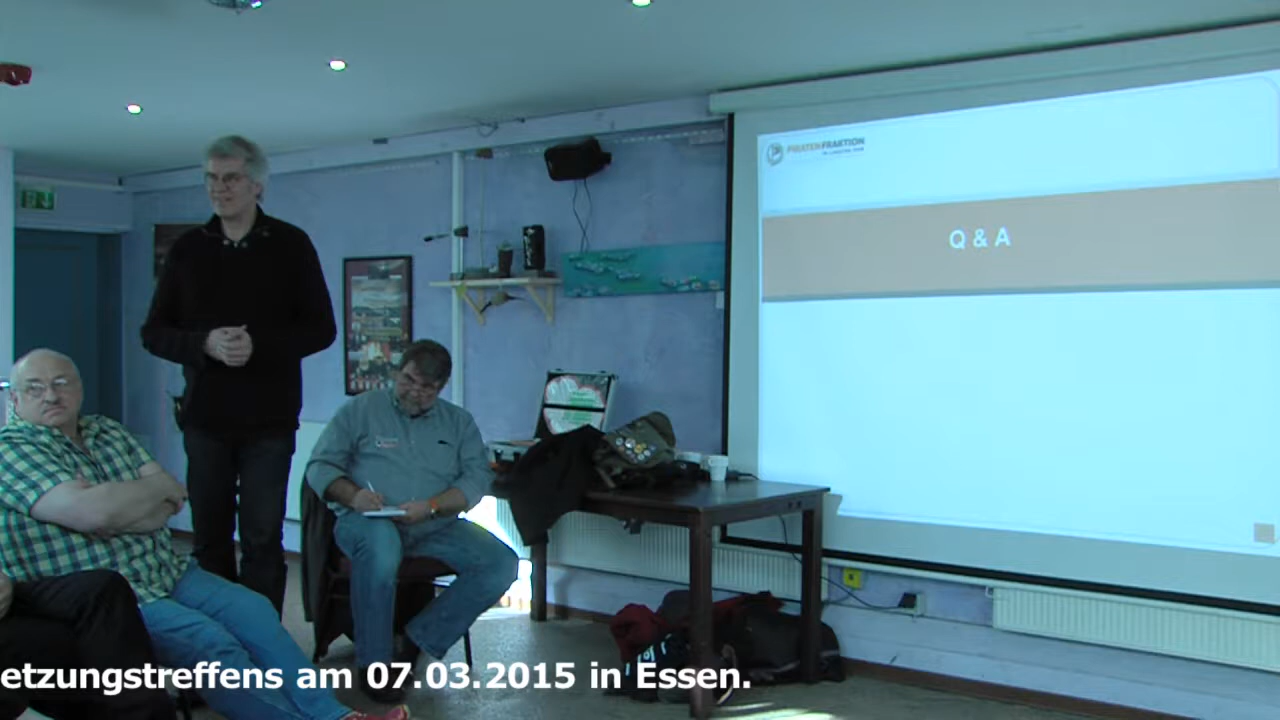 PIRATENFRAKTION
Q & A
etzungstreffens am 07.03.2015 in Essen.